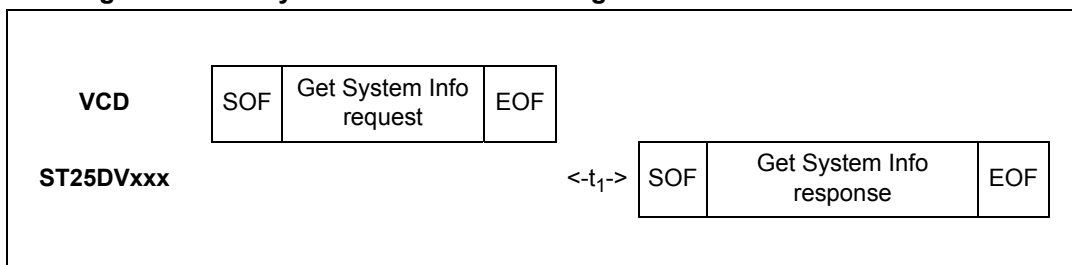 VCD
SOF
Get System Info
request
EOF
ST25DVxxx
<-t1->
SOF
Get System Info
response
EOF